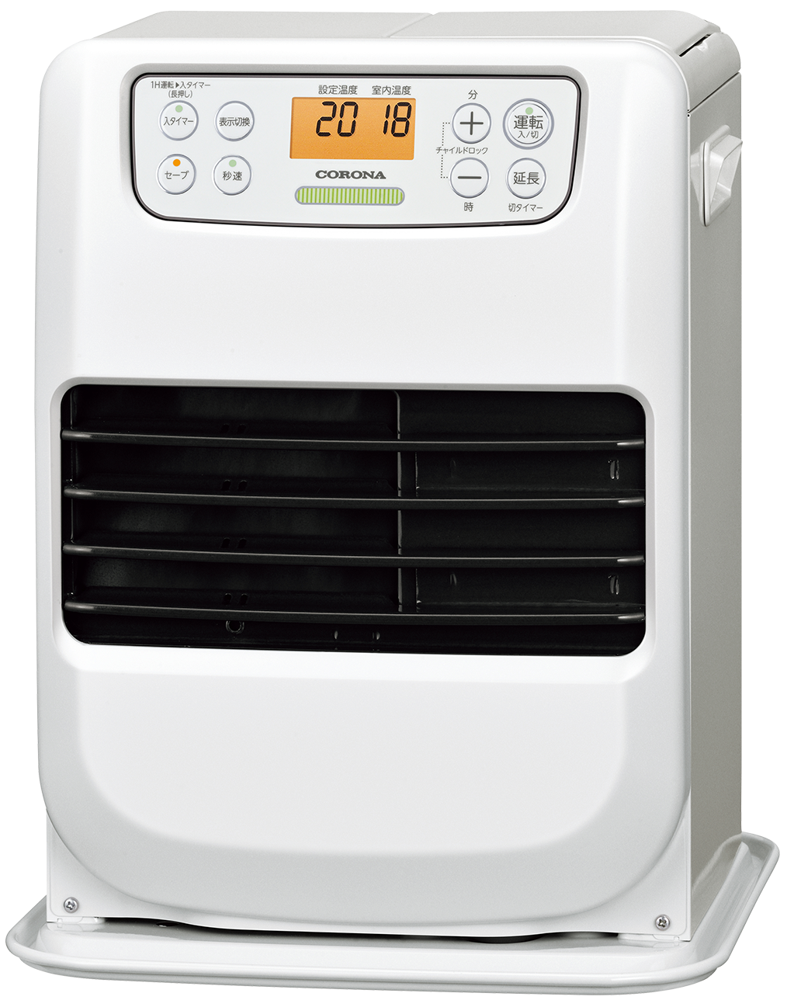 1H運転▶入タイマー
(長押し)
入タイマー
表示切換
セーブ
秒速
設定温度 室内温度
20 18
CORONA
分
チャイルドロック
時
運転
入/切
延長
切タイマー